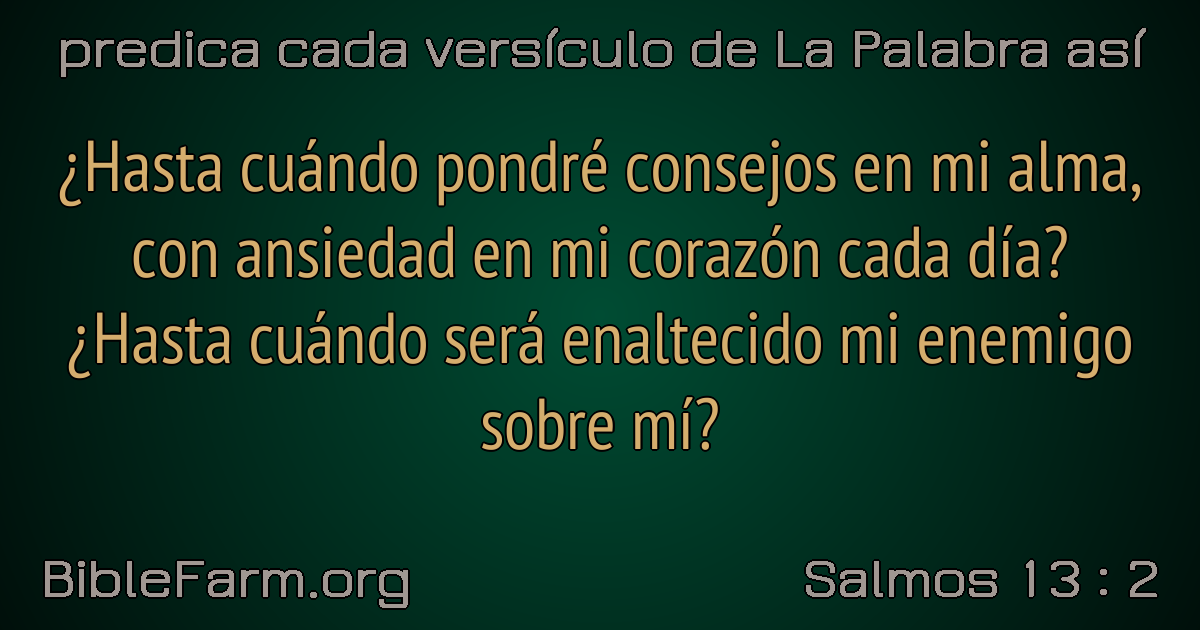 predica cada versículo de La Palabra así
¿Hasta cuándo pondré consejos en mi alma,
con ansiedad en mi corazón cada día?
¿Hasta cuándo será enaltecido mi enemigo
sobre mí?
BibleFarm.org
Salmos 13 : 2